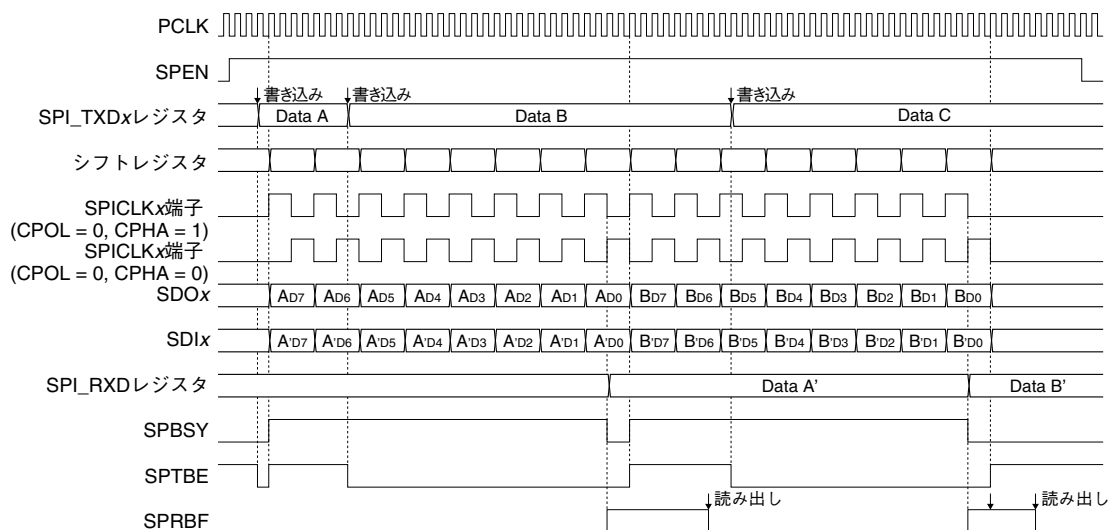 PCLK
SPEN
書き込み 書き込み 書き込み
SPI_TXDxレジスタ Data A Data B Data C
シフトレジスタ
SPICLKx端子
(CPOL = 0, CPHA = 1)
SPICLKx端子
(CPOL = 0, CPHA = 0)
SDOx AD7 AD6 AD5 AD4 AD3 AD2 AD1 AD0 BD7 BD6 BD5 BD4 BD3 BD2 BD1 BD0
SDIx A'D7 A'D6 A'D5 A'D4 A'D3 A'D2 A'D1 A'D0 B'D7 B'D6 B'D5 B'D4 B'D3 B'D2 B'D1 B'D0
SPI_RXDレジスタ Data A' Data B'
SPBSY
SPTBE
読み出し 読み出し
SPRBF